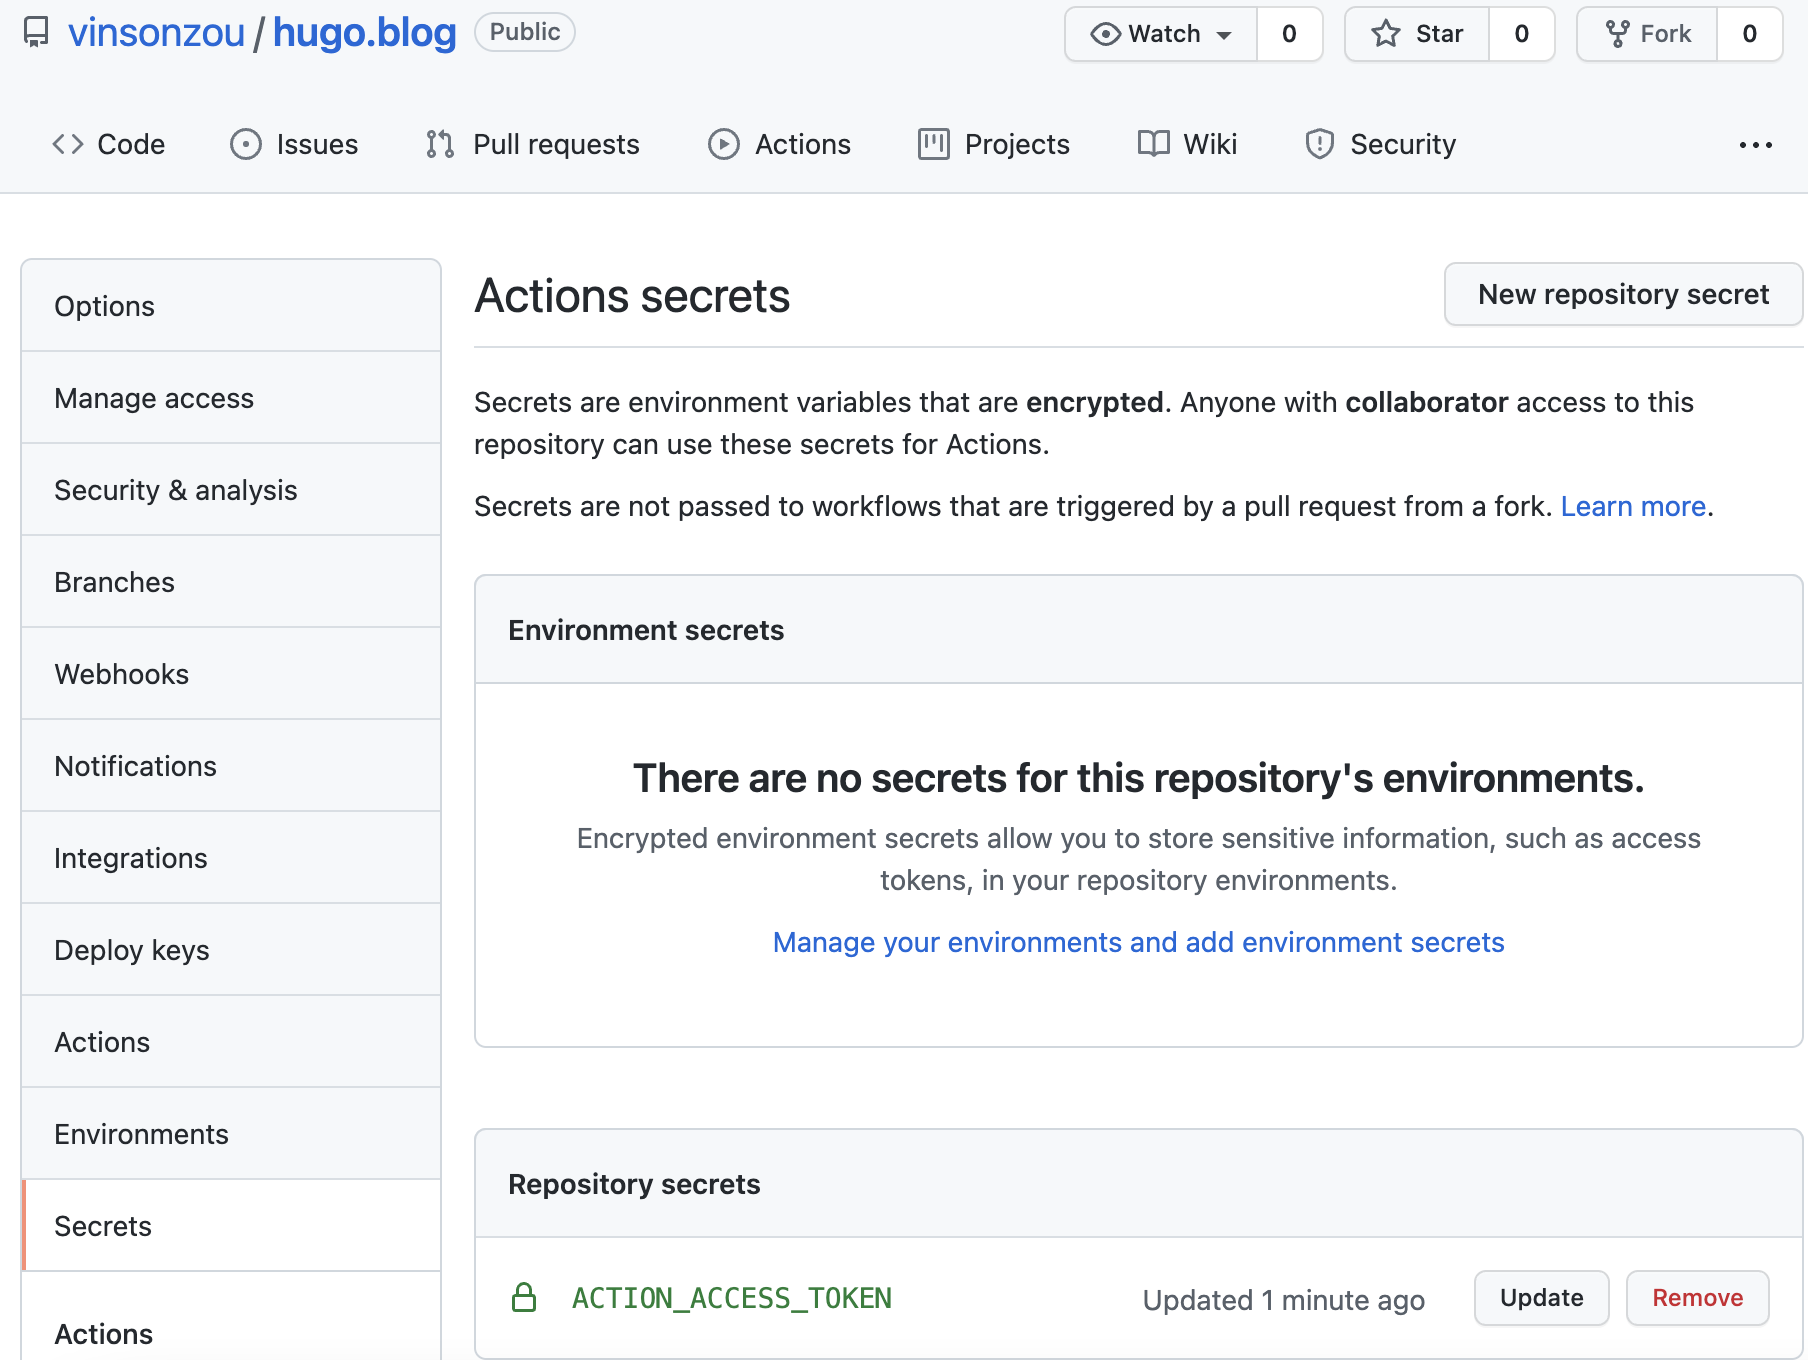 vinsonzou / hugo.blog Public Watch 0 Star 0 Fork 0
Code Issues Pull requests Actions Projects Wiki Security
Options
Manage access
Security & analysis
Branches
Webhooks
Notifications
Integrations
Deploy keys
Actions
Environments
Secrets
Actions
Actions secrets
New repository secret
Secrets are environment variables that are encrypted. Anyone with collaborator access to this
repository can use these secrets for Actions.
Secrets are not passed to workflows that are triggered by a pull request from a fork. Learn more.
Environment secrets
There are no secrets for this repository's environments.
Encrypted environment secrets allow you to store sensitive information, such as access
tokens, in your repository environments.
Manage your environments and add environment secrets
Repository secrets
ACTION_ACCESS_TOKEN Updated 1 minute ago Update Remove